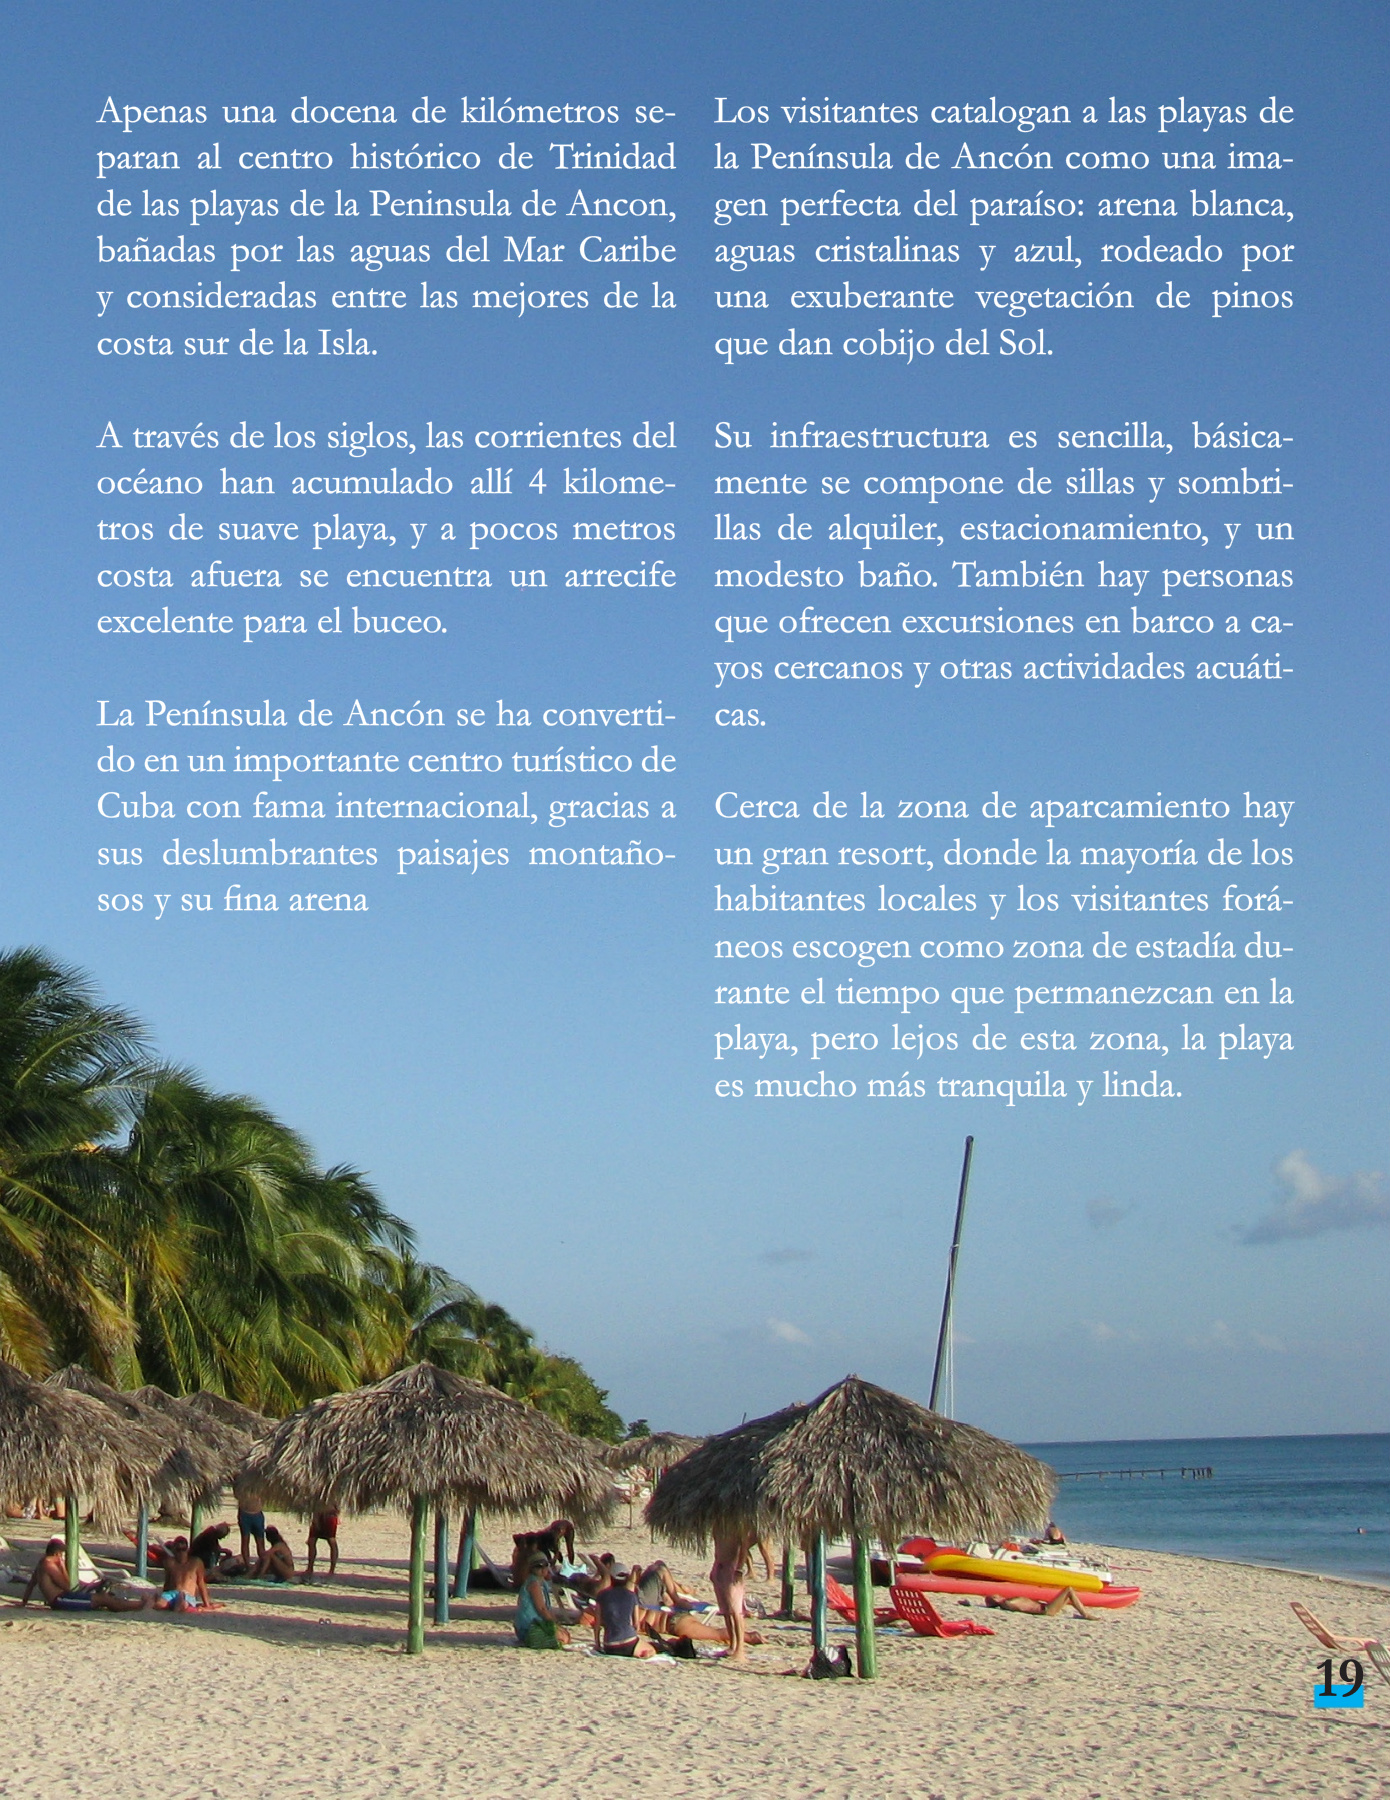 Apenas una docena de kilómetros se-
paran al centro histórico de Trinidad
de las playas de la Peninsula de Ancon,
bañadas por las aguas del Mar Caribe
y consideradas entre las mejores de la
costa sur de la Isla.
A través de los siglos, las corrientes del
océano han acumulado allí 4 kilome-
tros de suave playa, y a pocos metros
costa afuera se encuentra un arrecife
excelente para el buceo.
La Península de Ancón se ha converti-
do en un importante centro turístico de
Cuba con fama internacional, gracias a
sus deslumbrantes paisajes montaño-
sos y su fina arena
Los visitantes catalogan a las playas de
la Península de Ancón como una ima-
gen perfecta del paraíso: arena blanca,
aguas cristalinas y azul, rodeado por
una exuberante vegetación de pinos
que dan cobijo del Sol.
Su infraestructura es sencilla, básica-
mente se compone de sillas y sombri-
llas de alquiler, estacionamiento, y un
modesto baño. También hay personas
que ofrecen excursiones en barco a ca-
yos cercanos y otras actividades acuáti-
cas.
Cerca de la zona de aparcamiento hay
un gran resort, donde la mayoría de los
habitantes locales y los visitantes forá-
neos escogen como zona de estadía du-
rante el tiempo que permanezcan en la
playa, pero lejos de esta zona, la playa
es mucho más tranquila y linda.
19